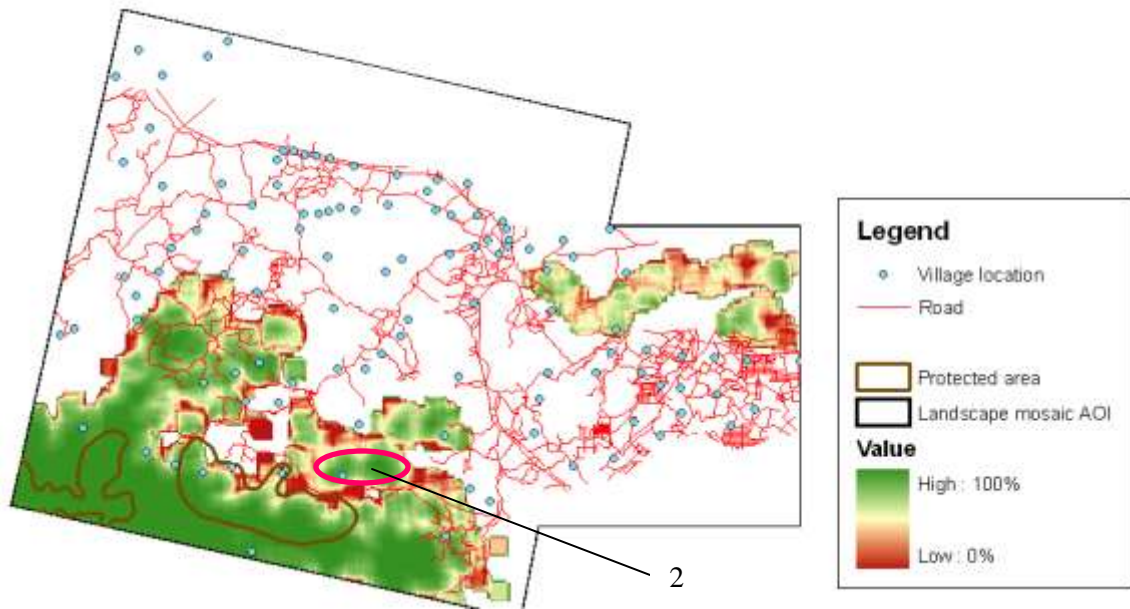 Legend
Village location
Road
Protected area
Landscape mosaic AOI
Value
High : 100%
Low : 0%
2